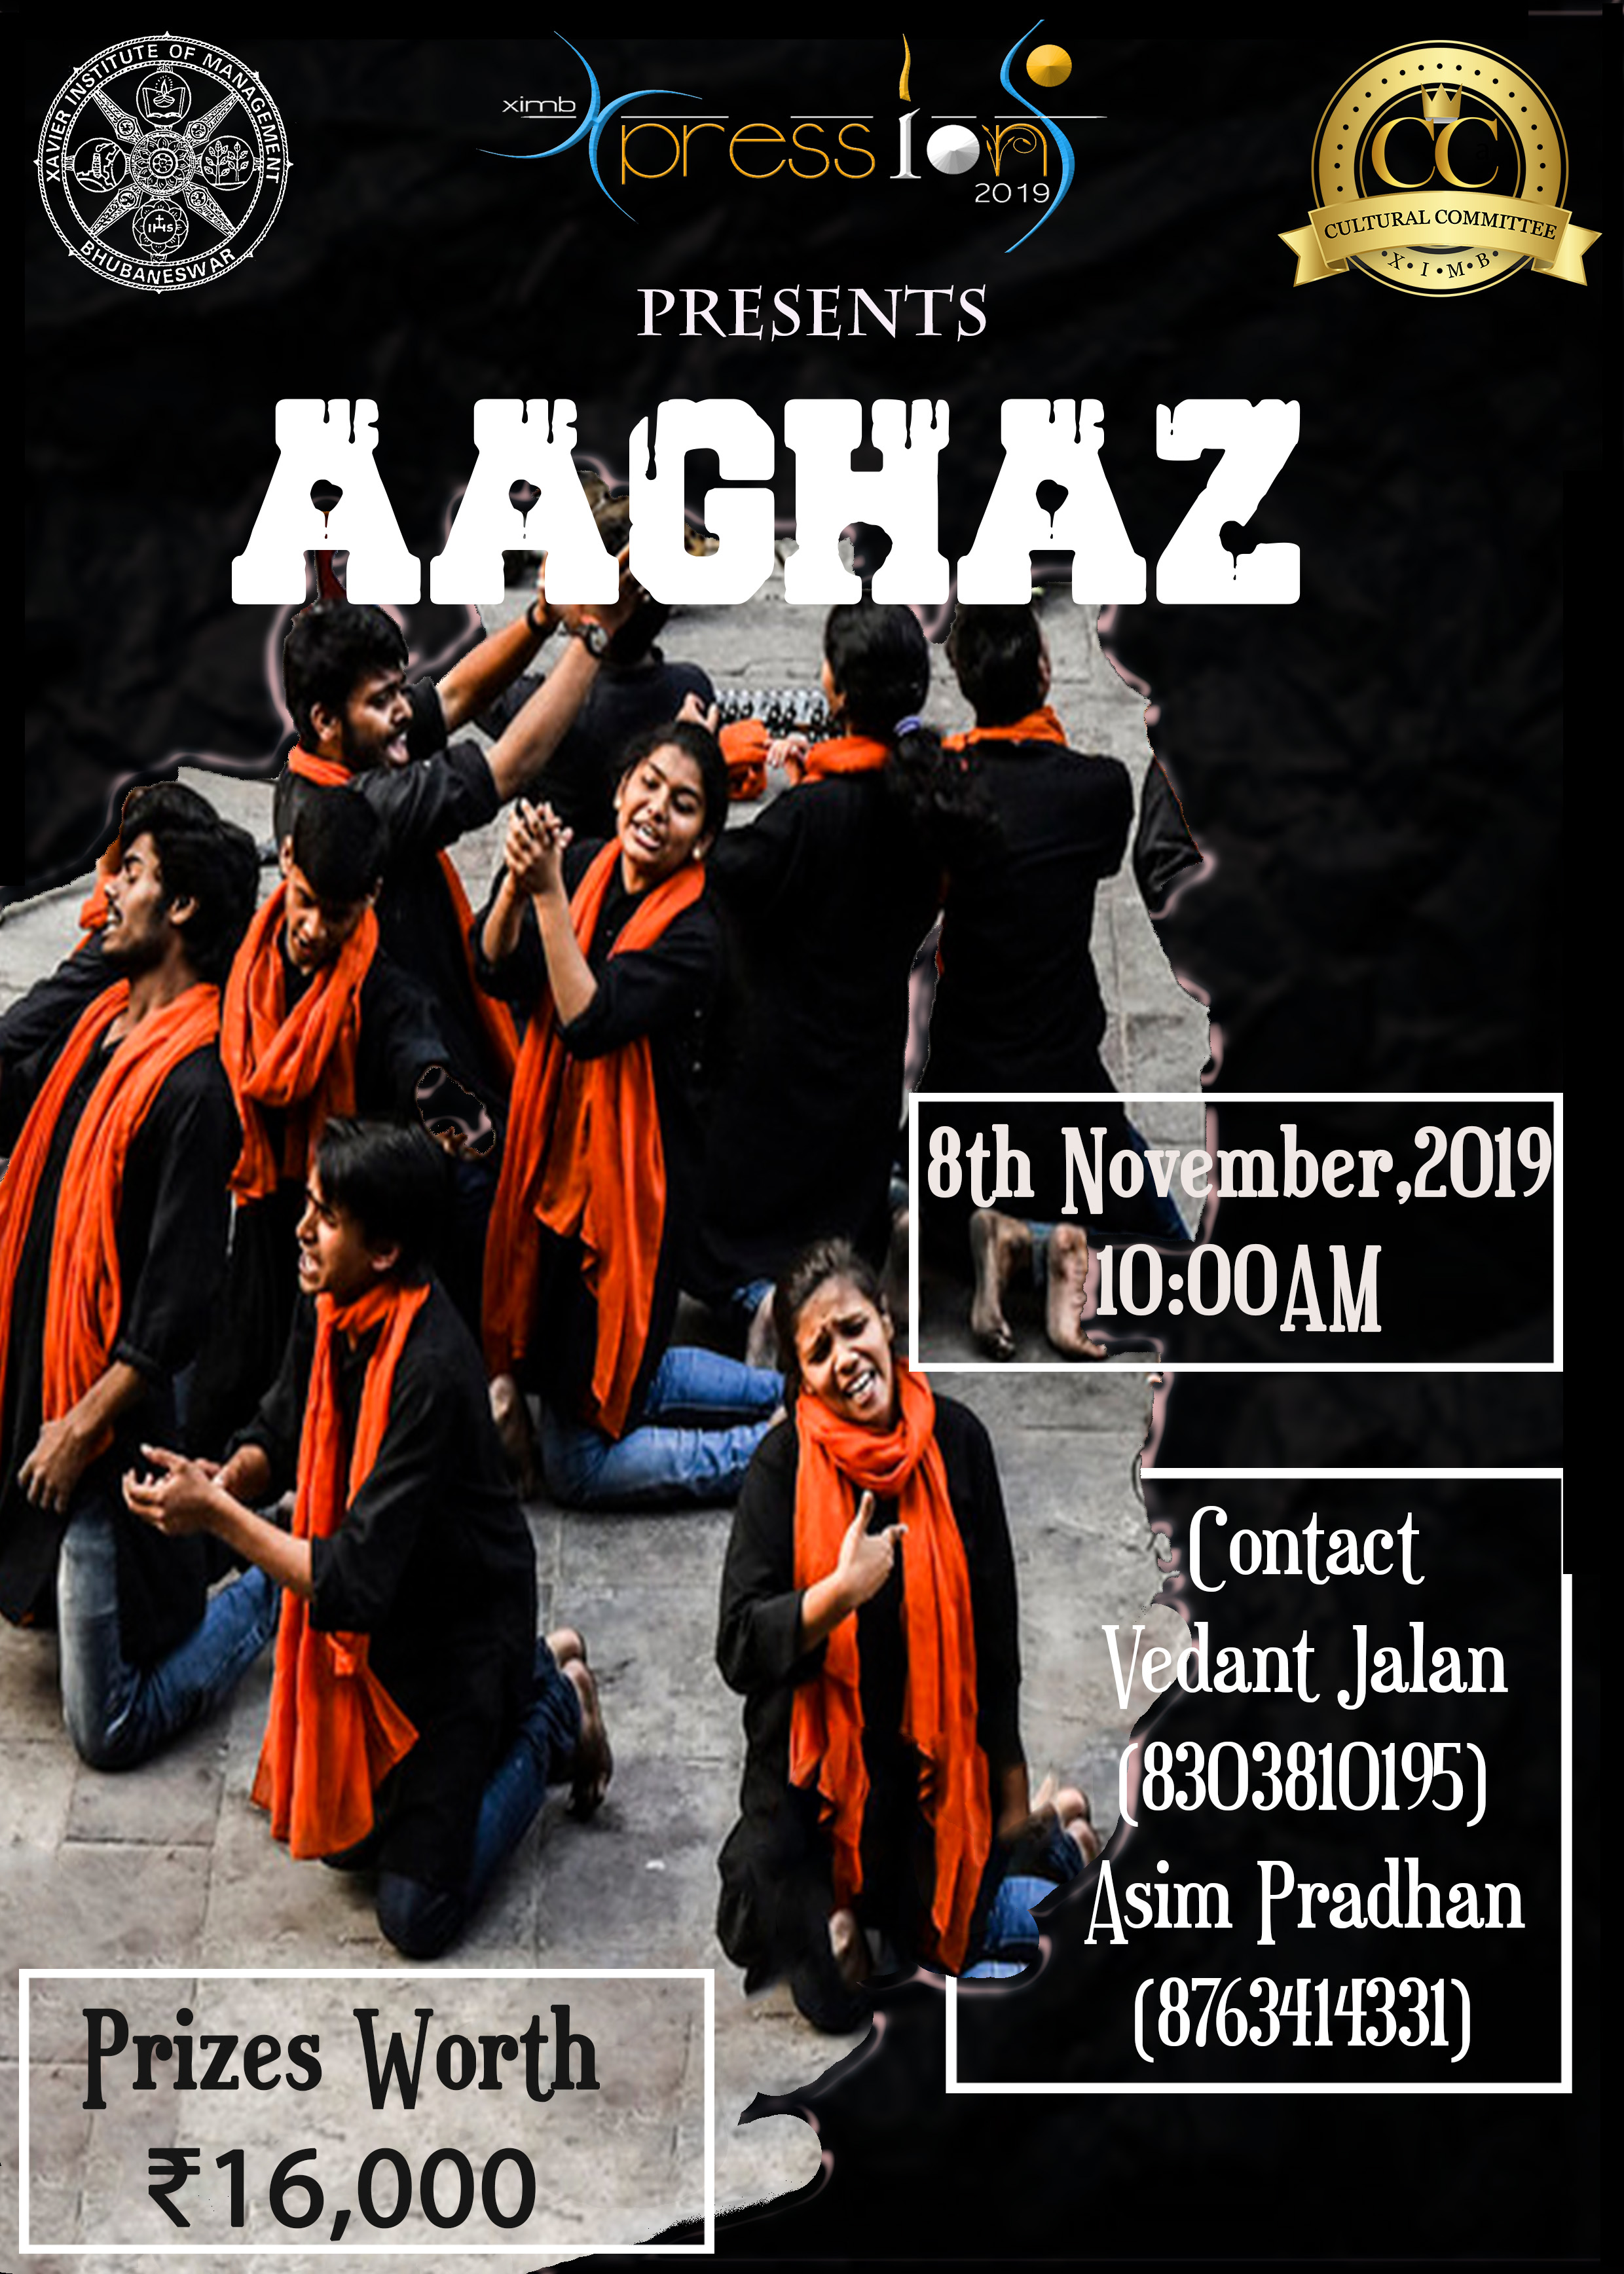 XAVIER INSTITUTE OF MANAGEMENT
BHUBANESWAR
IHS
ximb
Xpressions
2019
CC
CULTURAL COMMITTEE
X•I•M•B
PRESENTS
AAGHAZ
8th November,2019
10:00AM
Contact
Vedant Jalan
(8303810195)
Asim Pradhan
(8763414331)
Prizes Worth
₹16,000